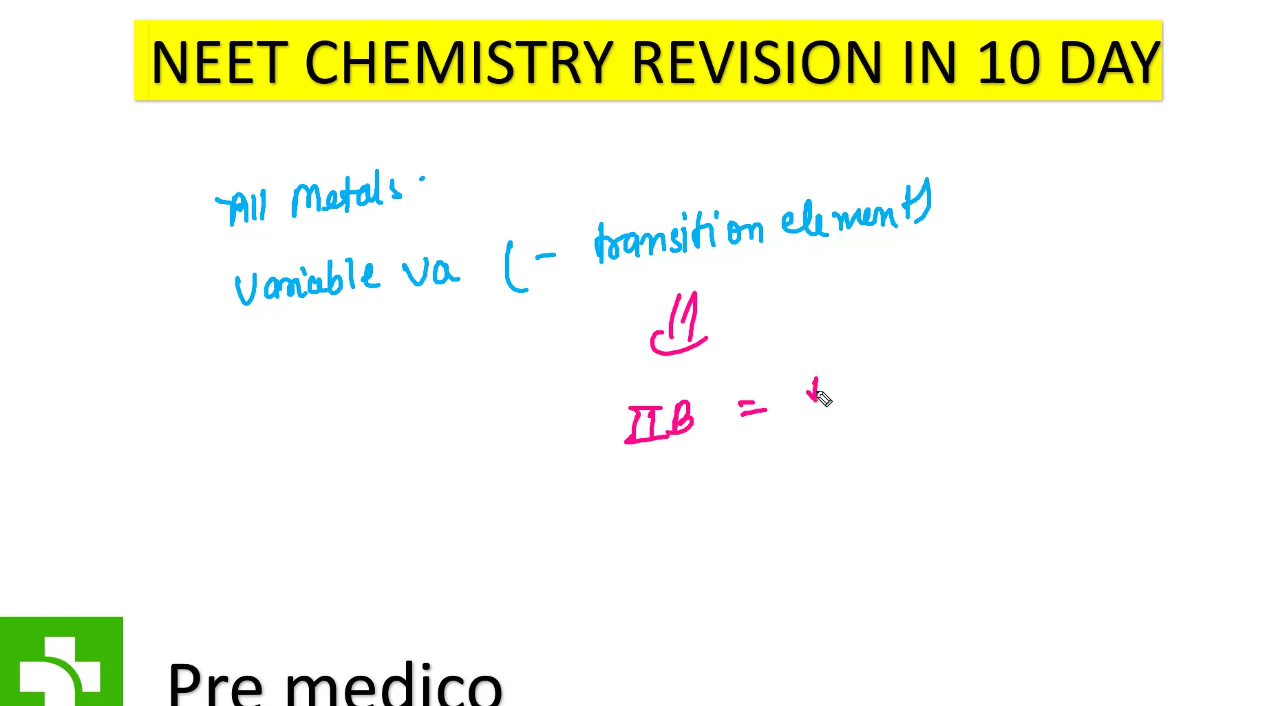 NEET CHEMISTRY REVISION IN 10 DAY
All Metals.
variable va (- transition elements
IIB =
Pre medico